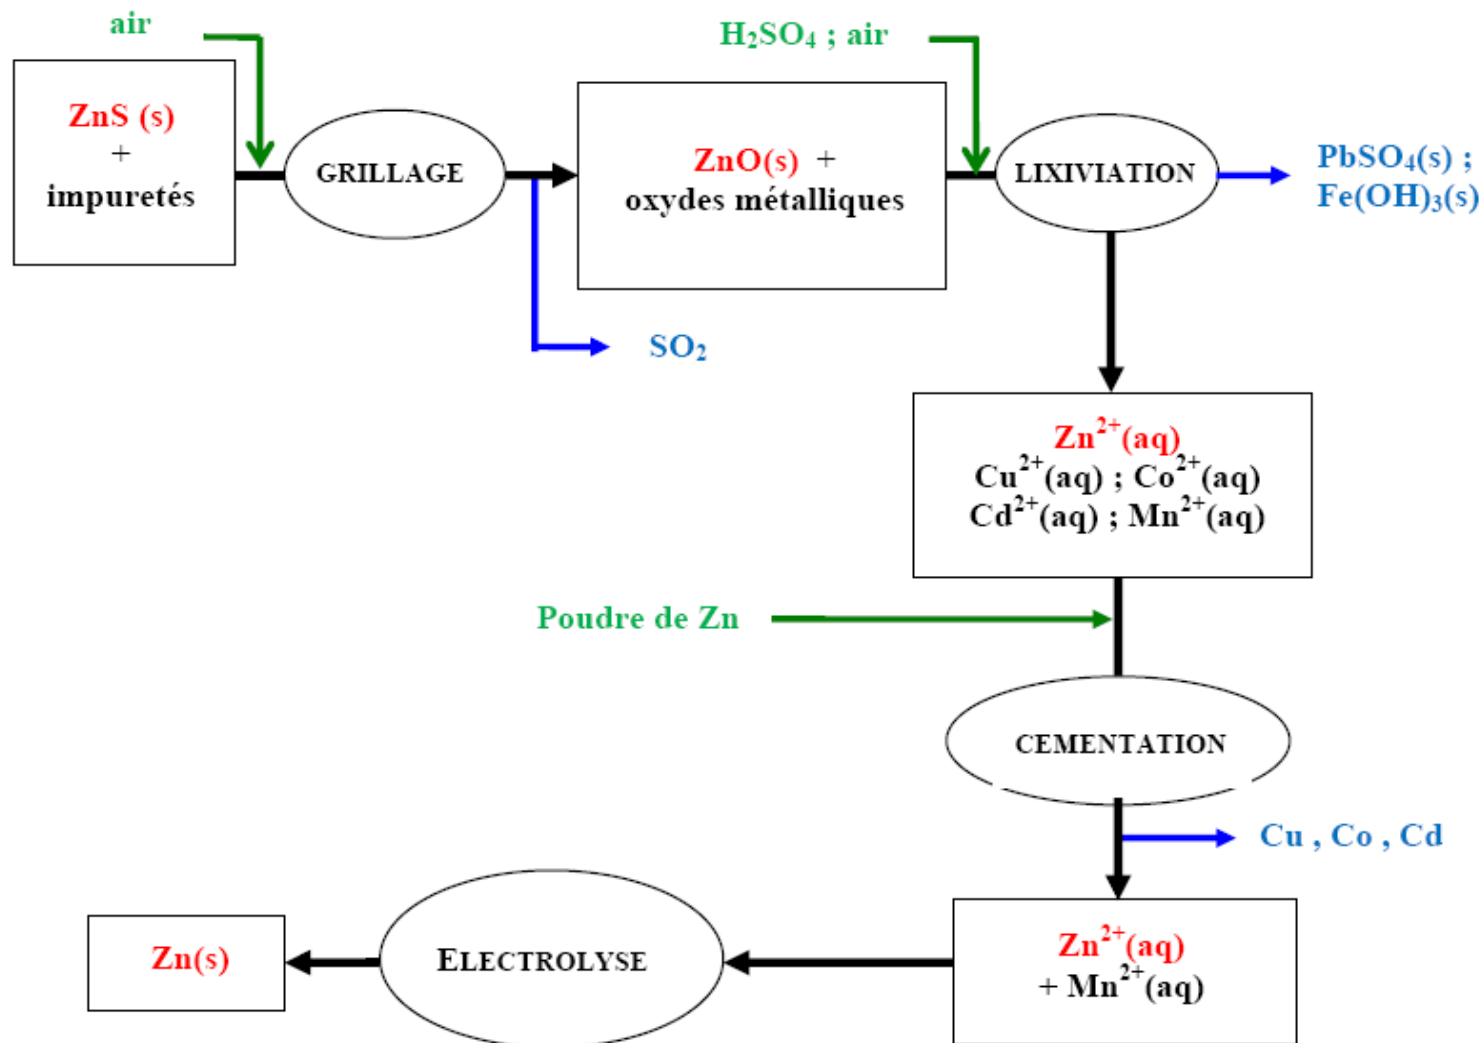 air
H₂SO₄ ; air
ZnS (s)
+
impuretés
GRILLAGE
ZnO(s) +
oxydes métalliques
LIXIVIATION
PbSO₄(s) ;
Fe(OH)₃(s)
SO₂
Zn²⁺(aq)
Cu²⁺(aq) ; Co²⁺(aq)
Cd²⁺(aq) ; Mn²⁺(aq)
Poudre de Zn
CEMENTATION
Cu , Co , Cd
Zn(s)
ELECTROLYSE
Zn²⁺(aq)
+ Mn²⁺(aq)